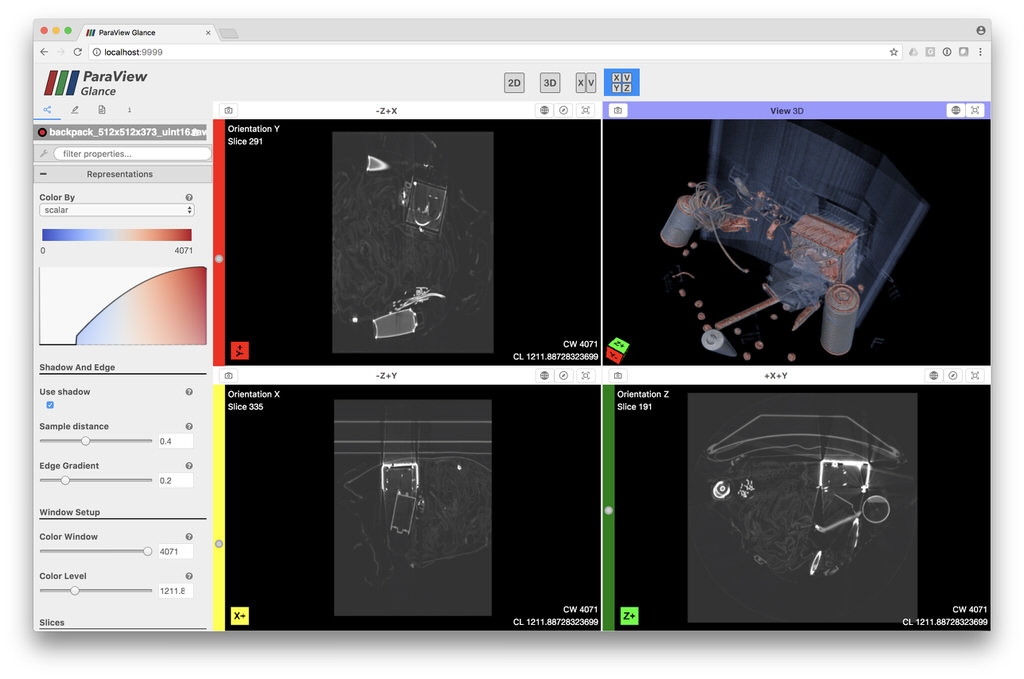 ParaView Glance
localhost:9999
ParaView
Glance
2D
3D
X V
X V
Y Z
i
backpack_512x512x373_uint16
filter properties...
Representations
Color By
scalar
0 4071
Shadow And Edge
Use shadow
Sample distance
0.4
Edge Gradient
0.2
Window Setup
Color Window
4071
Color Level
1211.8
Slices
-Z+X
Orientation Y
Slice 291
CW 4071
CL 1211.88728323699
View 3D
Z+
Y-
-Z+Y
Orientation X
Slice 335
X+
CW 4071
CL 1211.88728323699
+X+Y
Orientation Z
Slice 191
Z+
CW 4071
CL 1211.88728323699